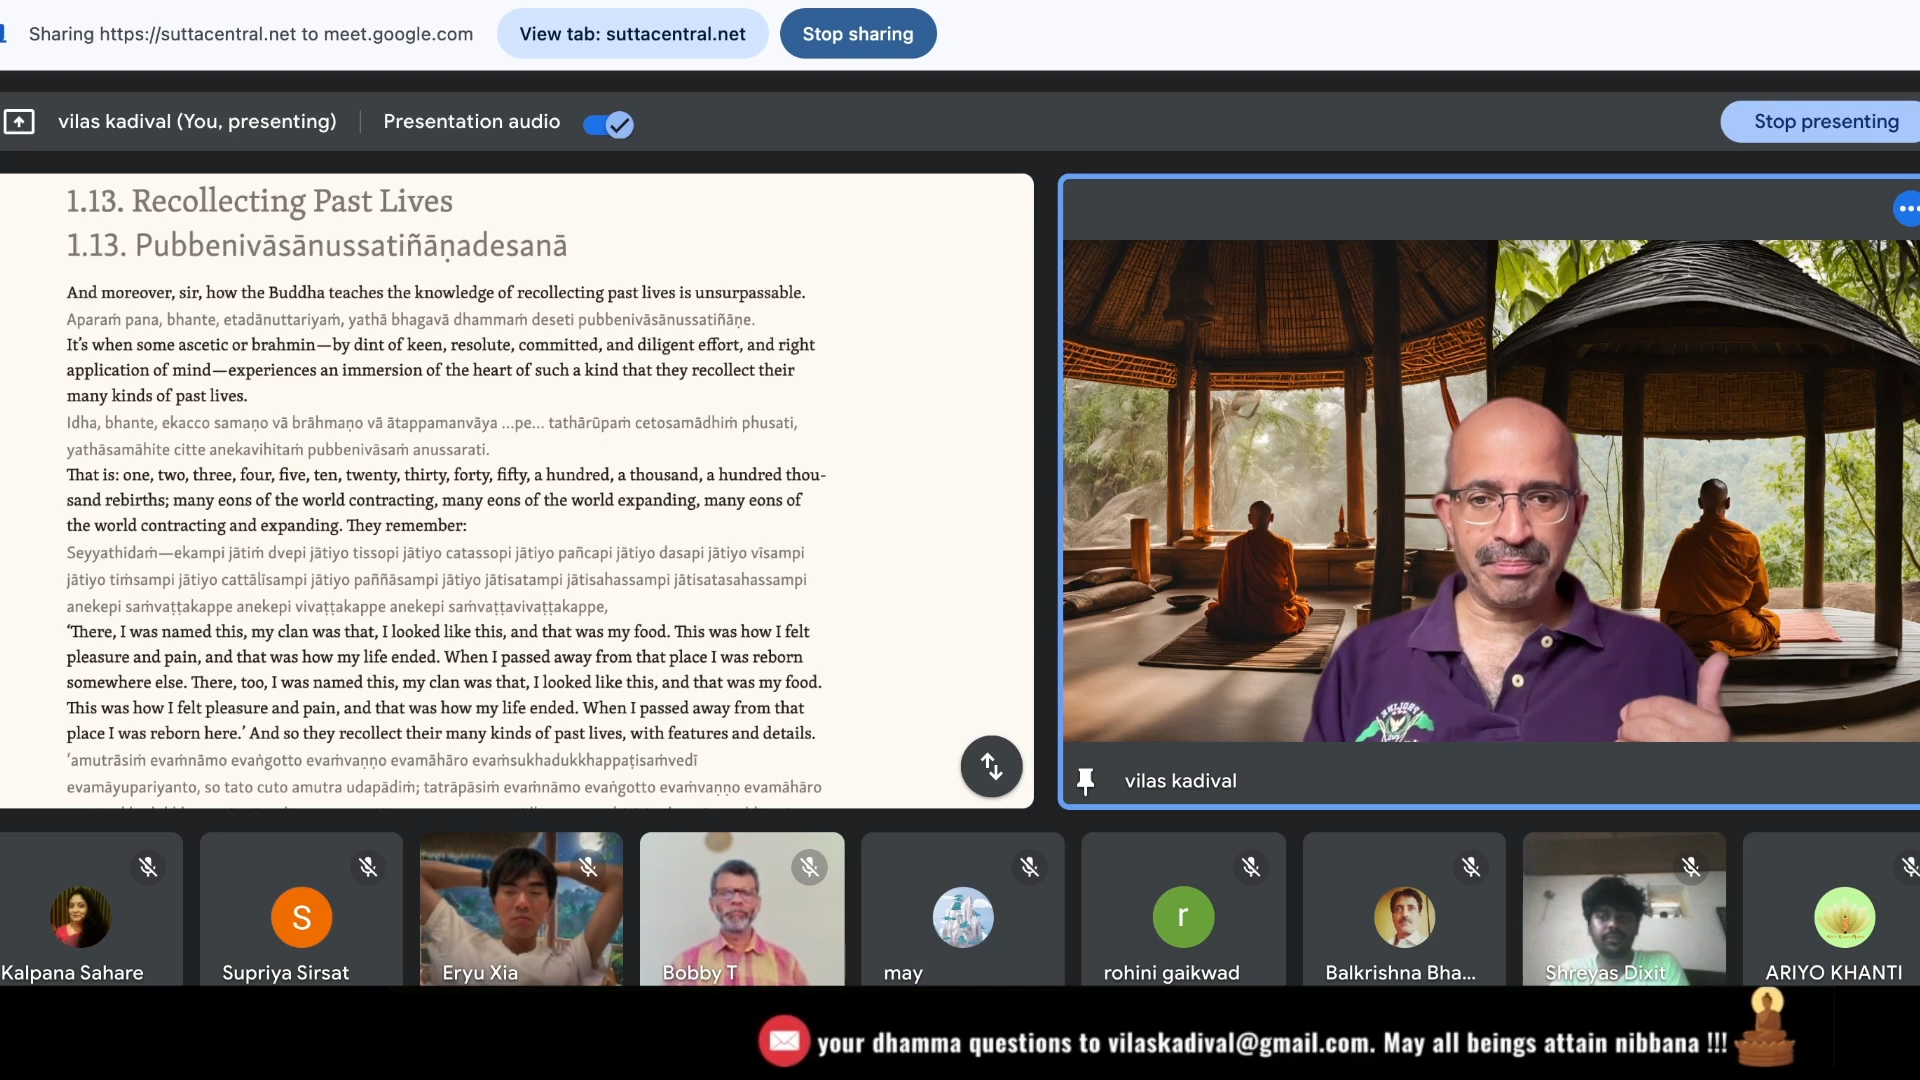 Sharing https://suttacentral.net to meet.google.com
View tab: suttacentral.net
Stop sharing
vilas kadival (You, presenting)
Presentation audio
Stop presenting
1.13. Recollecting Past Lives
1.13. Pubbenivāsānussatiñāṇadesanā
And moreover, sir, how the Buddha teaches the knowledge of recollecting past lives is unsurpassable.
Aparaṁ pana, bhante, etadānuttariyaṁ, yathā bhagavā dhammaṁ deseti pubbenivāsānussatiñāṇe.
It’s when some ascetic or brahmin—by dint of keen, resolute, committed, and diligent effort, and right
application of mind—experiences an immersion of the heart of such a kind that they recollect their
many kinds of past lives.
Idha, bhante, ekacco samaṇo vā brāhmaṇo vā ātappamanvāya …pe… tathārūpaṁ cetosamādhiṁ phusati,
yathāsamāhite citte anekavihitaṁ pubbenivāsaṁ anussarati.
That is: one, two, three, four, five, ten, twenty, thirty, forty, fifty, a hundred, a thousand, a hundred thou-
sand rebirths; many eons of the world contracting, many eons of the world expanding, many eons of
the world contracting and expanding. They remember:
Seyyathidaṁ—ekampi jātiṁ dvepi jātiyo tissopi jātiyo catassopi jātiyo pañcapi jātiyo dasapi jātiyo vīsampi
jātiyo tiṁsampi jātiyo cattālīsampi jātiyo paññāsampi jātiyo jātisatampi jātisahassampi jātisatasahassampi
anekepi saṁvaṭṭakappe anekepi vivaṭṭakappe anekepi saṁvaṭṭavivaṭṭakappe,
‘There, I was named this, my clan was that, I looked like this, and that was my food. This was how I felt
pleasure and pain, and that was how my life ended. When I passed away from that place I was reborn
somewhere else. There, too, I was named this, my clan was that, I looked like this, and that was my food.
This was how I felt pleasure and pain, and that was how my life ended. When I passed away from that
place I was reborn here.’ And so they recollect their many kinds of past lives, with features and details.
‘amutrāsiṁ evaṁnāmo evaṅgotto evaṁvaṇṇo evamāhāro evaṁsukhadukkhappaṭisaṁvedī
evamāyupariyanto, so tato cuto amutra udapādiṁ; tatrāpāsiṁ evaṁnāmo evaṅgotto evaṁvaṇṇo evamāhāro
vilas kadival
Kalpana Sahare
S
Supriya Sirsat
Eryu Xia
Bobby T
may
r
rohini gaikwad
Balkrishna Bha...
Shreyas Dixit
ARIYO KHANTI
your dhamma questions to vilaskadival@gmail.com. May all beings attain nibbana !!!